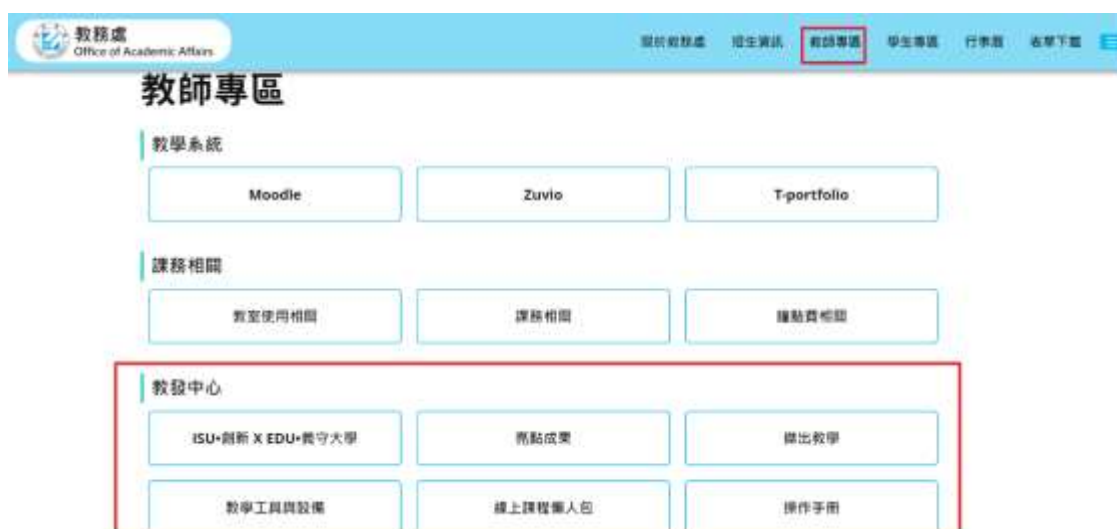 教務處
Office of Academic Affairs
關於教務處 招生資訊 教師專區 學生專區 行事曆 表單下載
教師專區
教學系統
Moodle Zuvio T-portfolio
課務相關
教室使用相關 課務相關 鐘點費相關
教發中心
ISU•創新 X EDU•義守大學 亮點成果 傑出教學
教學工具與設備 線上課程懶人包 操作手冊